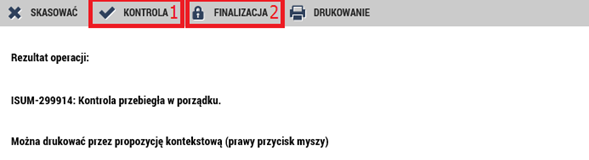 SKASOWAĆ KONTROLA 1 FINALIZACJA 2 DRUKOWANIE
Rezultat operacji:
ISUM-299914: Kontrola przebiegła w porządku.
Można drukować przez propozycję kontekstową (prawy przycisk myszy)